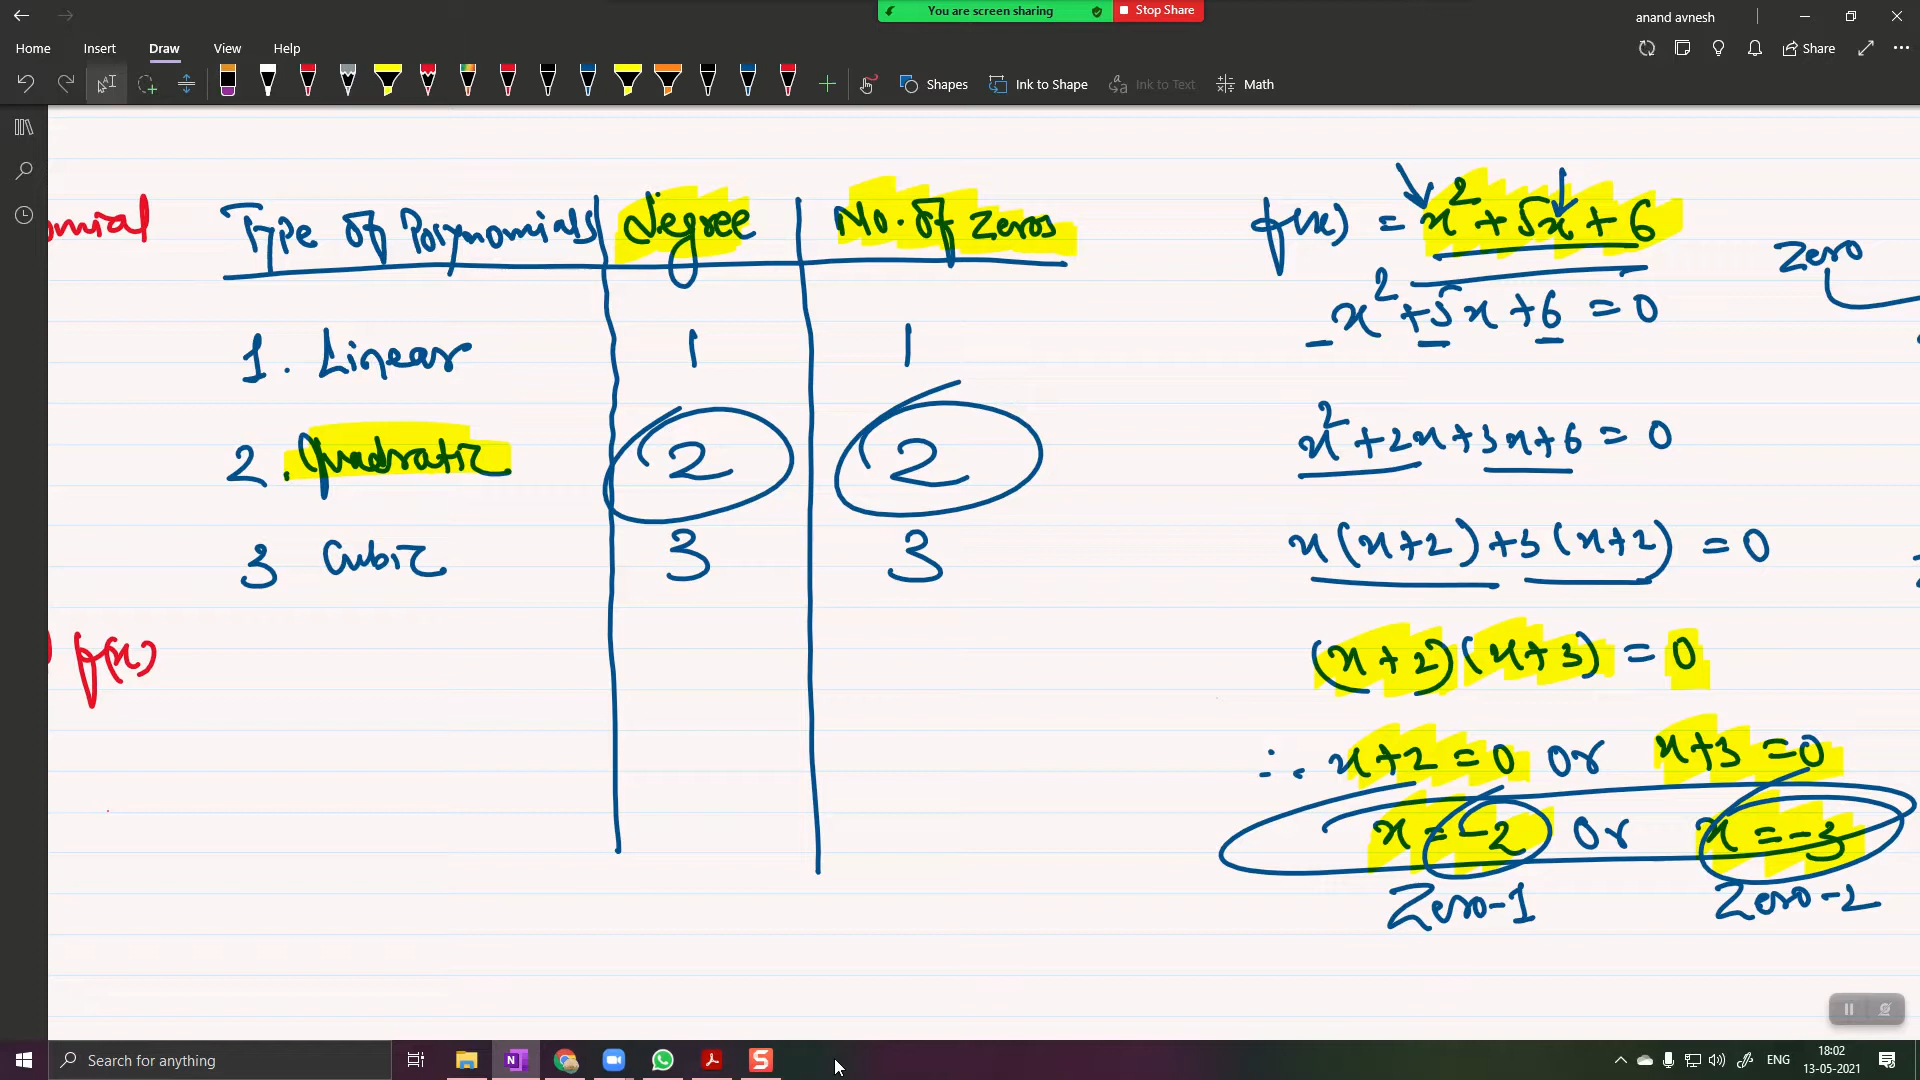 You are screen sharing
Stop Share
anand avnesh
Home Insert Draw View Help
Share
Shapes
Ink to Shape
Ink to Text
Math
omial
Type of Polynomials Degree No. of Zeros
1. Linear 1 1
2. Quadratic 2 2
3 Cubic 3 3
f(x)
f(x) = x² + 5x + 6
Zero
x² + 5x + 6 = 0
x² + 2x + 3x + 6 = 0
x(x+2) + 3(x+2) = 0
(x+2)(x+3) = 0
∴ x+2 = 0 or x+3 = 0
x = -2 or x = -3
Zero-1 Zero-2
Search for anything
ENG
18:02
13-05-2021